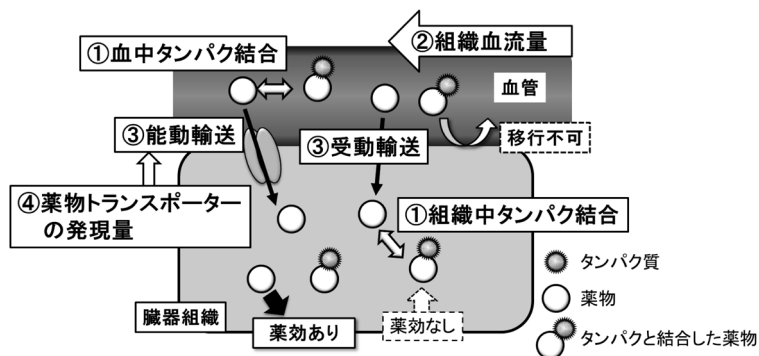 ②組織血流量
①血中タンパク結合
血管
③能動輸送
③受動輸送
移行不可
④薬物トランスポーター
の発現量
①組織中タンパク結合
タンパク質
薬物
臓器組織
薬効あり
薬効なし
タンパクと結合した薬物